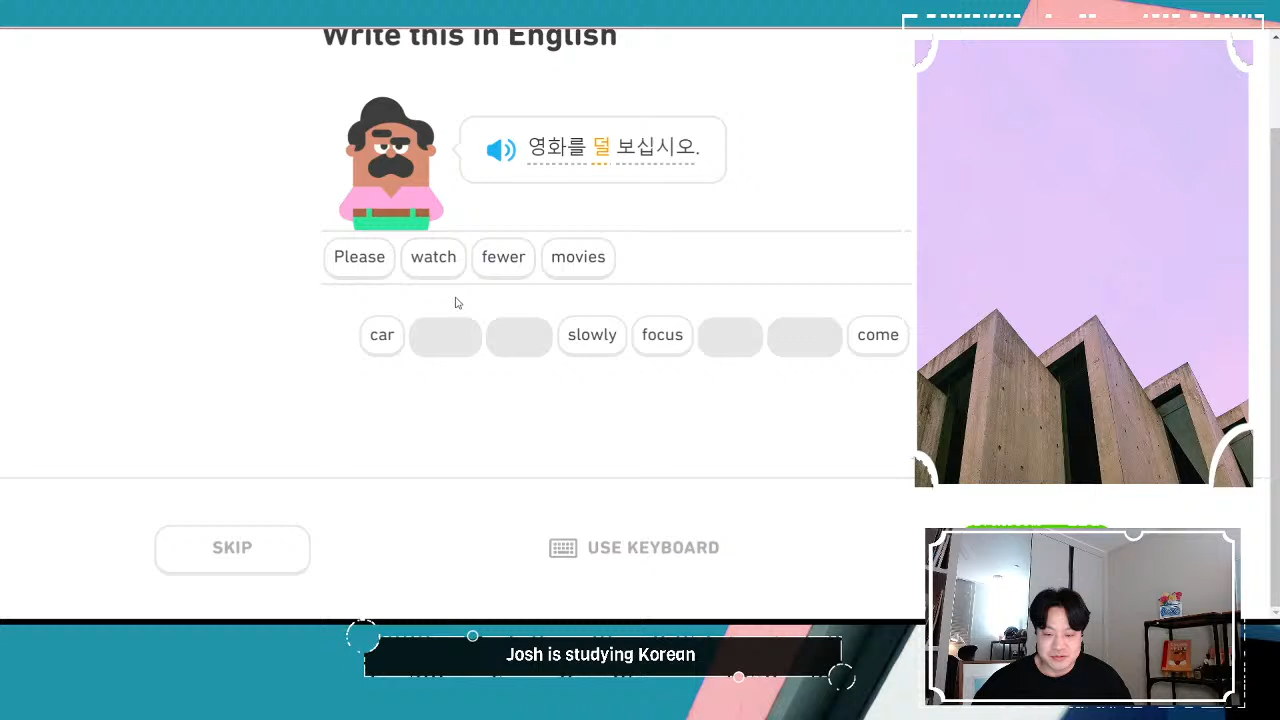 Write this in English
영화를 덜 보십시오.
Please watch fewer movies
car slowly focus come
SKIP
USE KEYBOARD
Josh is studying Korean